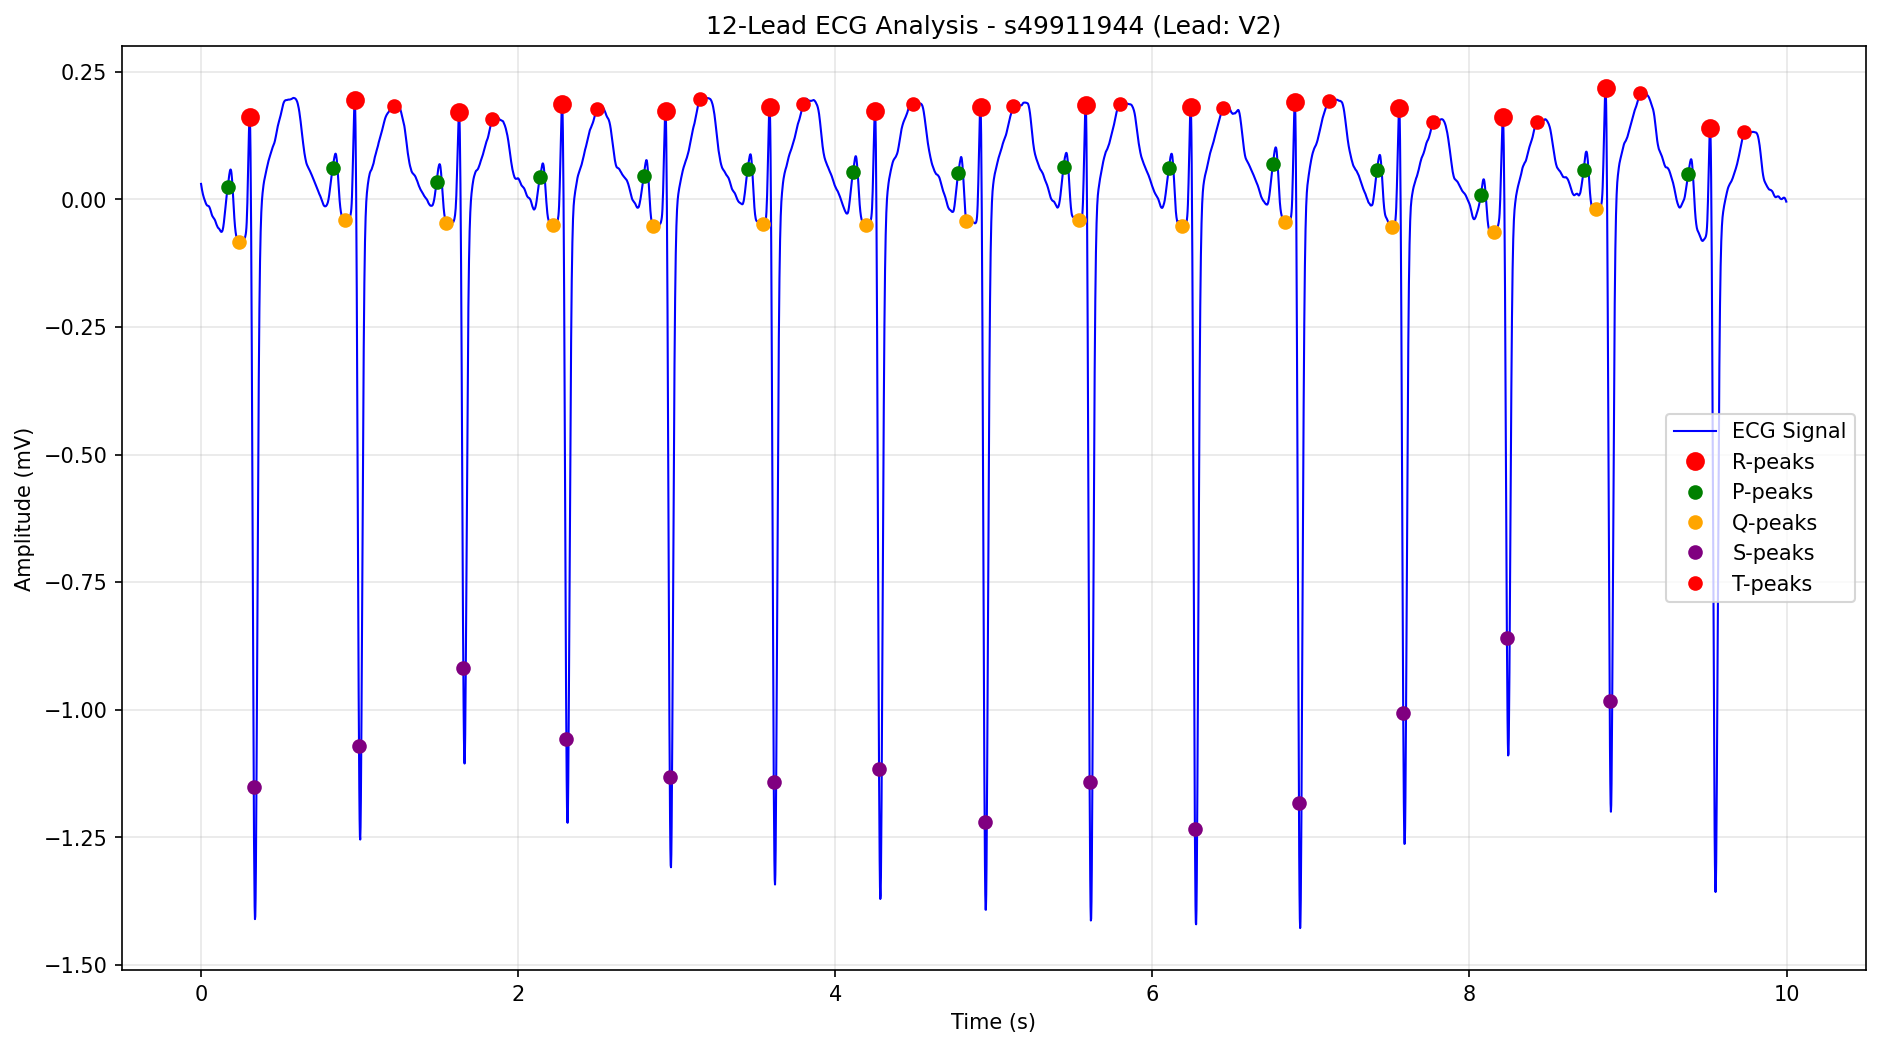 12-Lead ECG Analysis - s49911944 (Lead: V2)
0.25
0.00
−0.25
−0.50
−0.75
−1.00
−1.25
−1.50
Amplitude (mV)
ECG Signal
R-peaks
P-peaks
Q-peaks
S-peaks
T-peaks
0 2 4 6 8 10
Time (s)